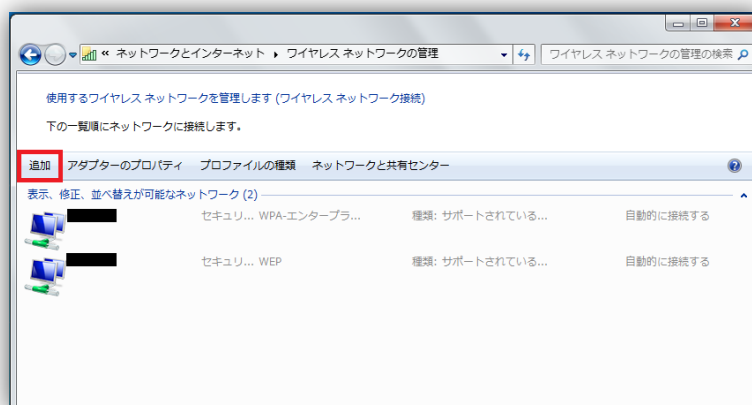 « ネットワークとインターネット ▸ ワイヤレス ネットワークの管理 ワイヤレス ネットワークの管理の検索
使用するワイヤレス ネットワークを管理します (ワイヤレス ネットワーク接続)
下の一覧順にネットワークに接続します。
追加 アダプターのプロパティ プロファイルの種類 ネットワークと共有センター
表示、修正、並べ替えが可能なネットワーク (2)
セキュリ... WPA-エンタープラ... 種類: サポートされている... 自動的に接続する
セキュリ... WEP 種類: サポートされている... 自動的に接続する